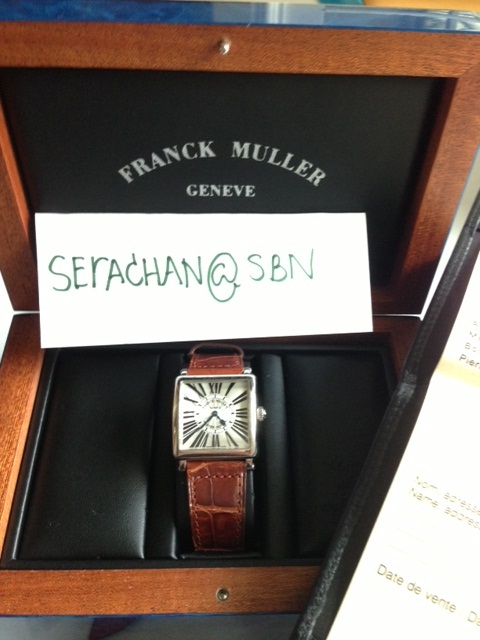 FRANCK MULLER
GENEVE
SErACHAN@SBN
Nom, adresse
Name, address
Date de vente